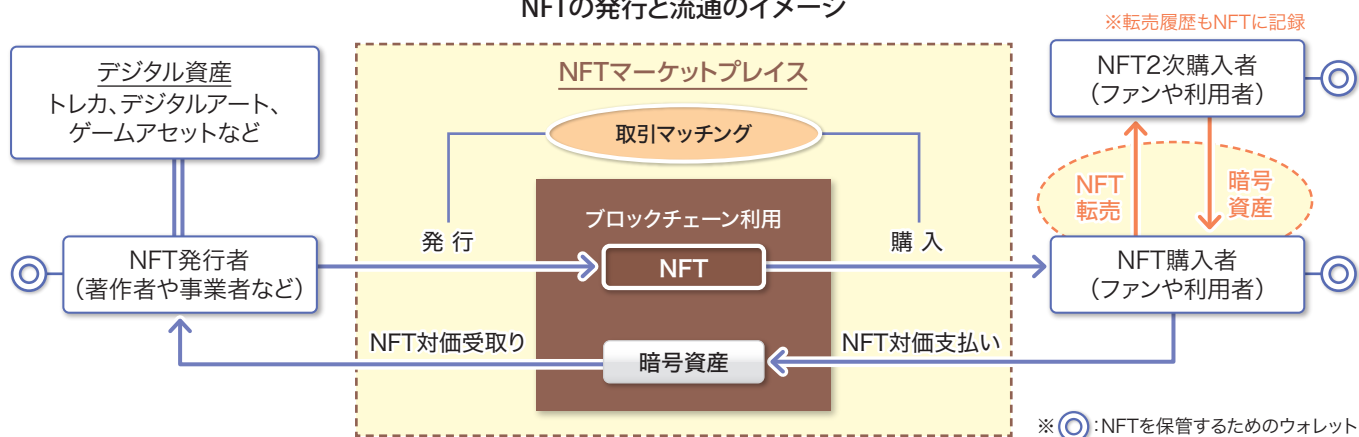 NFTの発行と流通のイメージ
※転売履歴もNFTに記録
デジタル資産
トレカ、デジタルアート、
ゲームアセットなど
NFTマーケットプレイス
取引マッチング
NFT2次購入者
(ファンや利用者)
NFT
転売
暗号
資産
ブロックチェーン利用
発 行
購 入
NFT発行者
(著作者や事業者など)
NFT
NFT購入者
(ファンや利用者)
NFT対価受取り
暗号資産
NFT対価支払い
※ :NFTを保管するためのウォレット